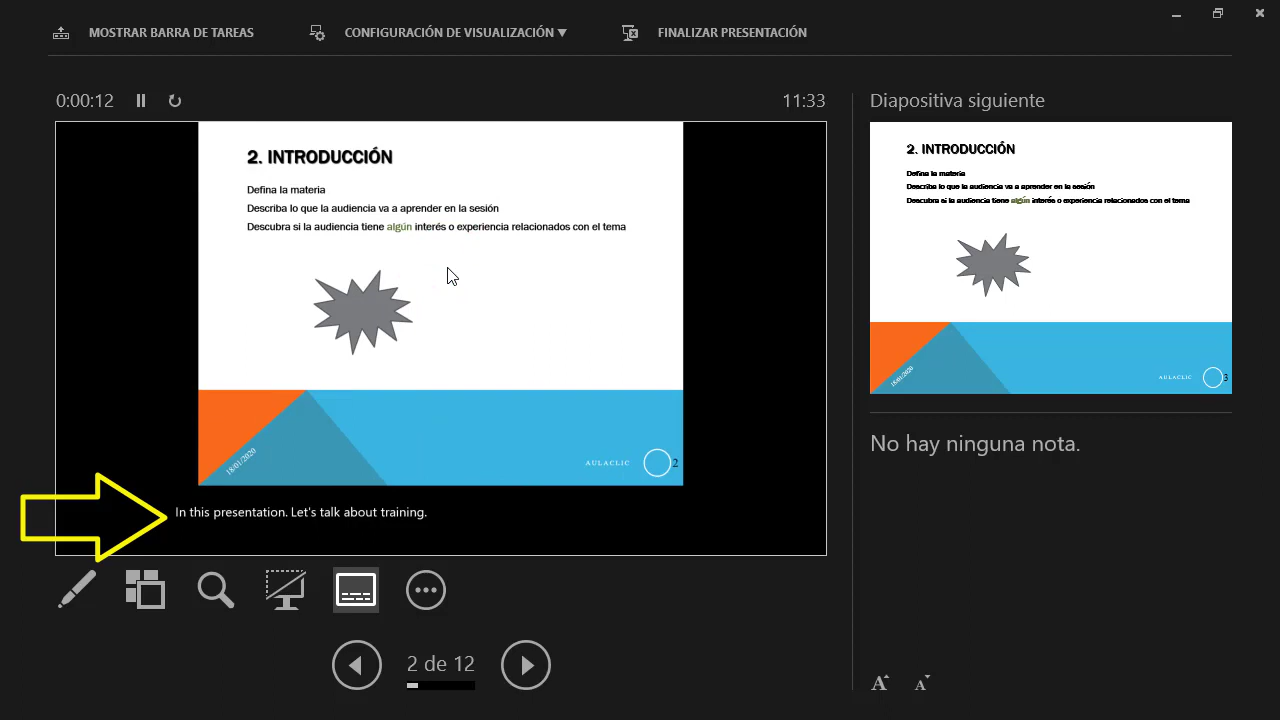 MOSTRAR BARRA DE TAREAS
CONFIGURACIÓN DE VISUALIZACIÓN ▼
FINALIZAR PRESENTACIÓN
0:00:12
11:33
2. INTRODUCCIÓN
Defina la materia
Describa lo que la audiencia va a aprender en la sesión
Descubra si la audiencia tiene algún interés o experiencia relacionados con el tema
18/01/2020
AULACLIC
2
In this presentation. Let's talk about training.
2 de 12
Diapositiva siguiente
2. INTRODUCCIÓN
Defina la materia
Describa lo que la audiencia va a aprender en la sesión
Descubra si la audiencia tiene algún interés o experiencia relacionados con el tema
18/01/2020
AULACLIC
3
No hay ninguna nota.
A A